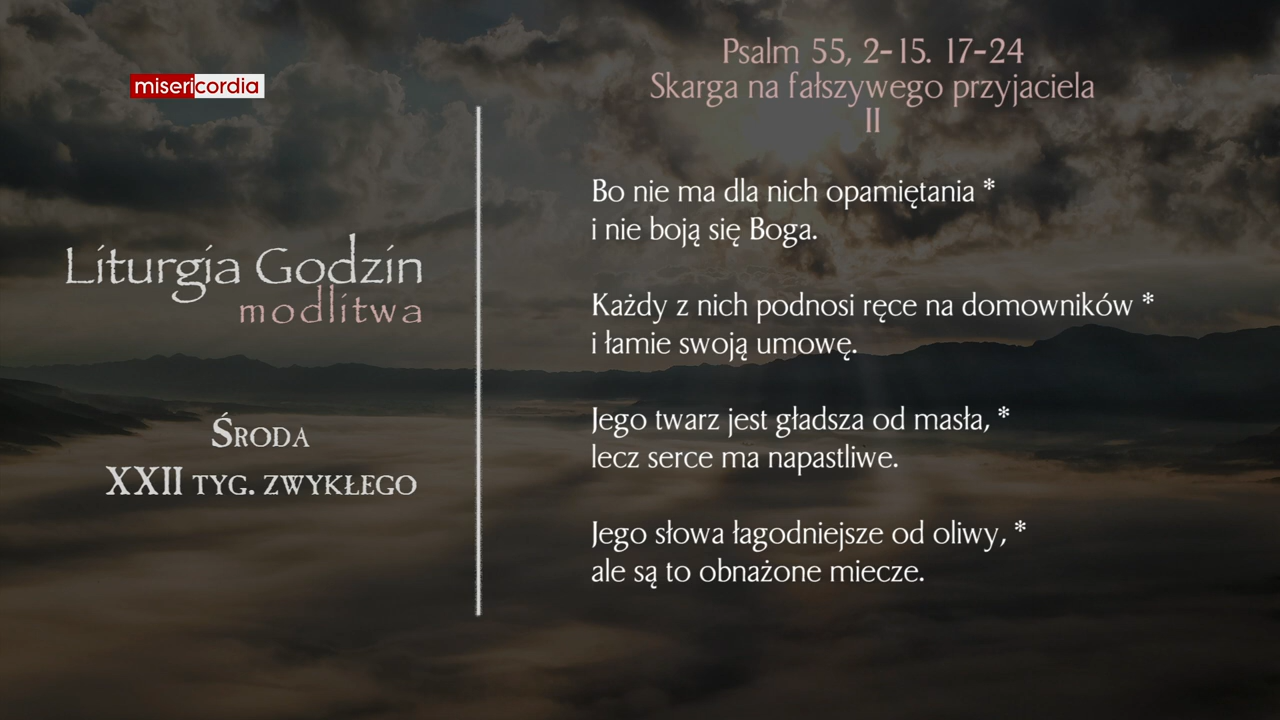 misericordia
Liturgia Godzin
modlitwa
Środa
XXII tyg. zwykłego
Psalm 55, 2-15. 17-24
Skarga na fałszywego przyjaciela
II
Bo nie ma dla nich opamiętania *
i nie boją się Boga.
Każdy z nich podnosi ręce na domowników *
i łamie swoją umowę.
Jego twarz jest gładsza od masła, *
lecz serce ma napastliwe.
Jego słowa łagodniejsze od oliwy, *
ale są to obnażone miecze.